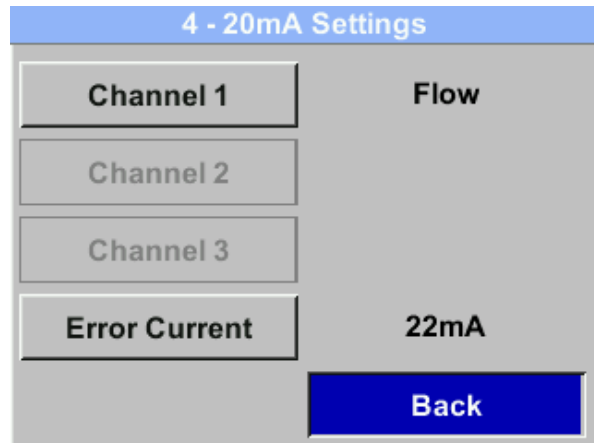 4 - 20mA Settings
Channel 1 Flow
Channel 2
Channel 3
Error Current 22mA
Back